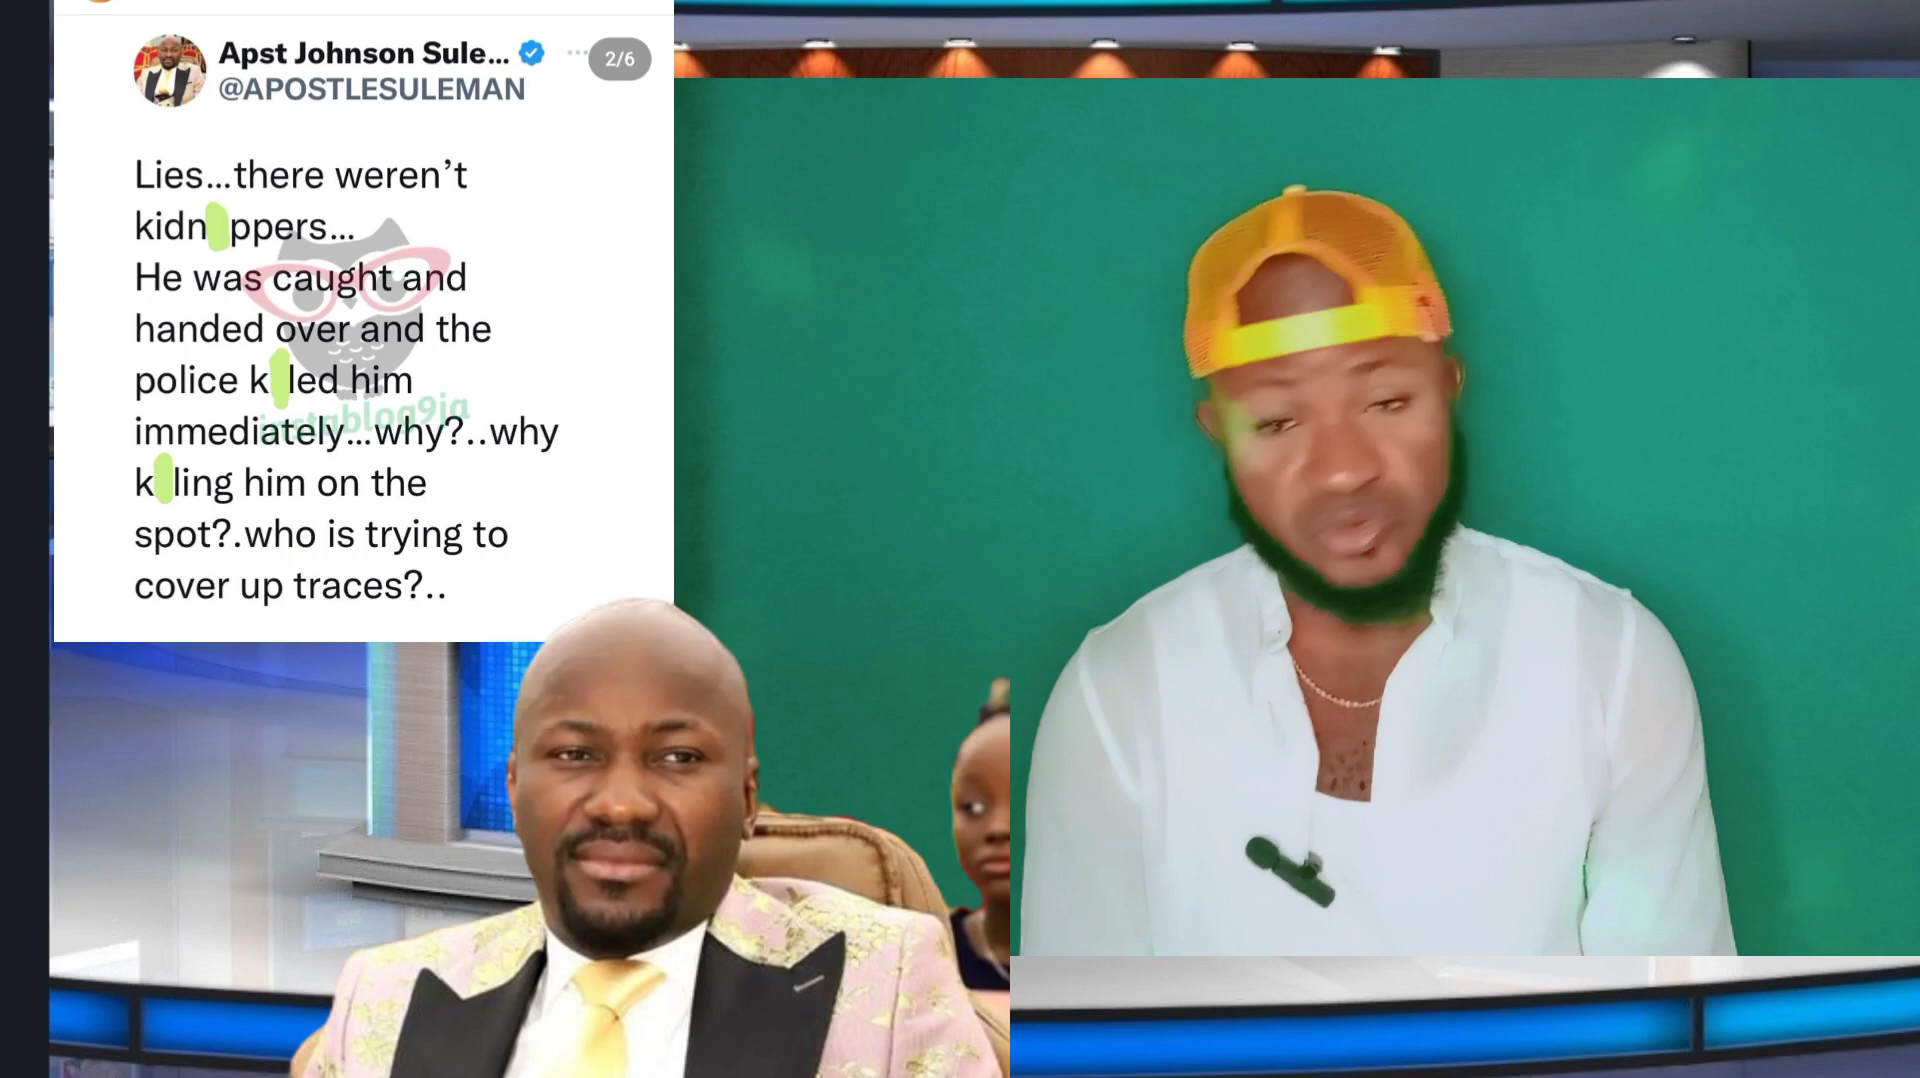 Apst Johnson Sule...
2/6
@APOSTLESULEMAN
Lies...there weren't
kidn ppers...
He was caught and
handed over and the
police k led him
immediately...why?..why
k ling him on the
spot?.who is trying to
cover up traces?..
instablog9ja